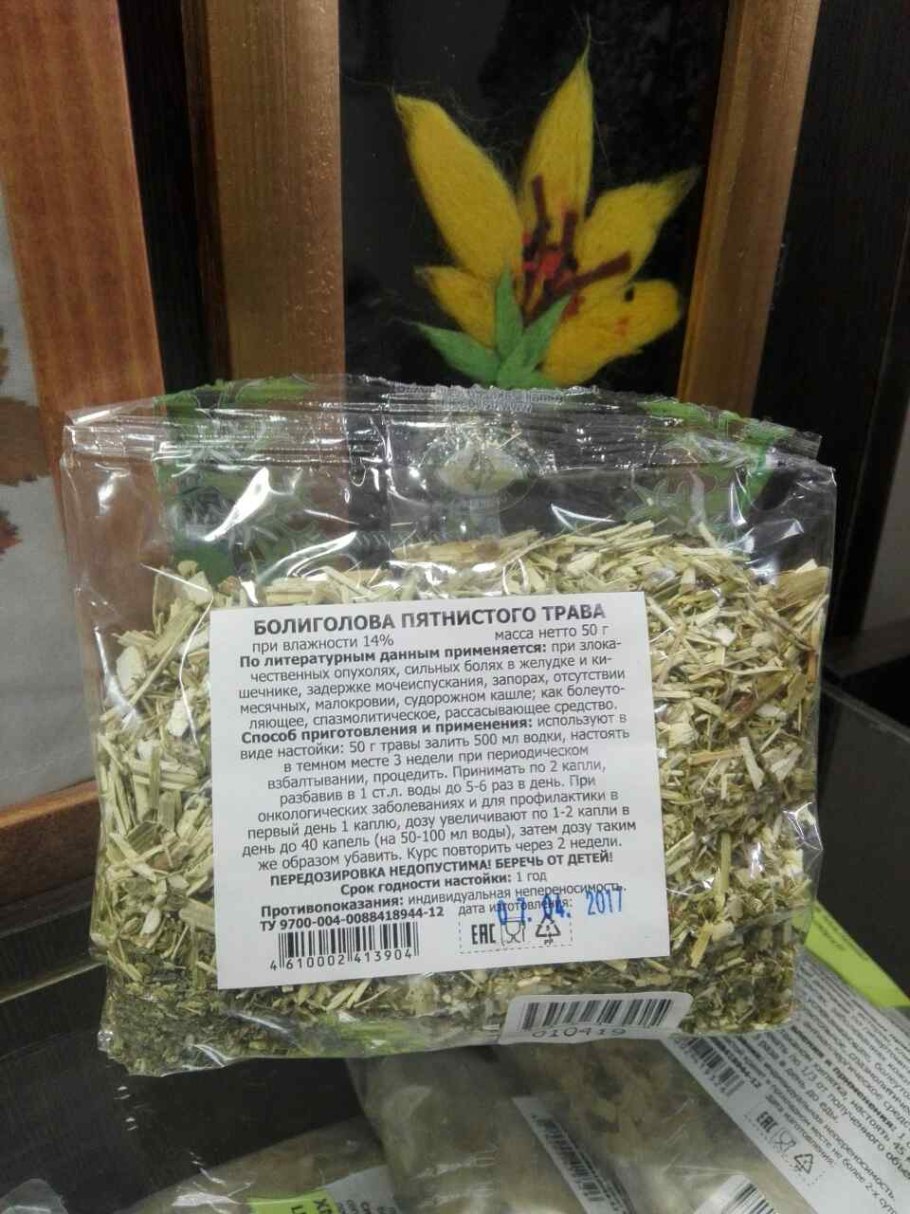 БОЛИГОЛОВА ПЯТНИСТОГО ТРАВА
при влажности 14% масса нетто 50 г
По литературным данным применяется: при злока-
чественных опухолях, сильных болях в желудке и ки-
шечнике, задержке мочеиспускания, запорах, отсутствии
месячных, малокровии, судорожном кашле; как болеуто-
ляющее, спазмолитическое, рассасывающее средство.
Способ приготовления и применения: используют в
виде настойки: 50 г травы залить 500 мл водки, настоять
в темном месте 3 недели при периодическом
взбалтывании, процедить. Принимать по 2 капли,
разбавив в 1 ст.л. воды до 5-6 раз в день. При
онкологических заболеваниях и для профилактики в
первый день 1 каплю, дозу увеличивают по 1-2 капли в
день до 40 капель (на 50-100 мл воды), затем дозу таким
же образом убавить. Курс повторить через 2 недели.
ПЕРЕДОЗИРОВКА НЕДОПУСТИМА! БЕРЕЧЬ ОТ ДЕТЕЙ!
Срок годности настойки: 1 год
Противопоказания: индивидуальная непереносимость.
ТУ 9700-004-0088418944-12 дата изготовления:
07.04.2017
EAC PP
4 610002 413904
010419